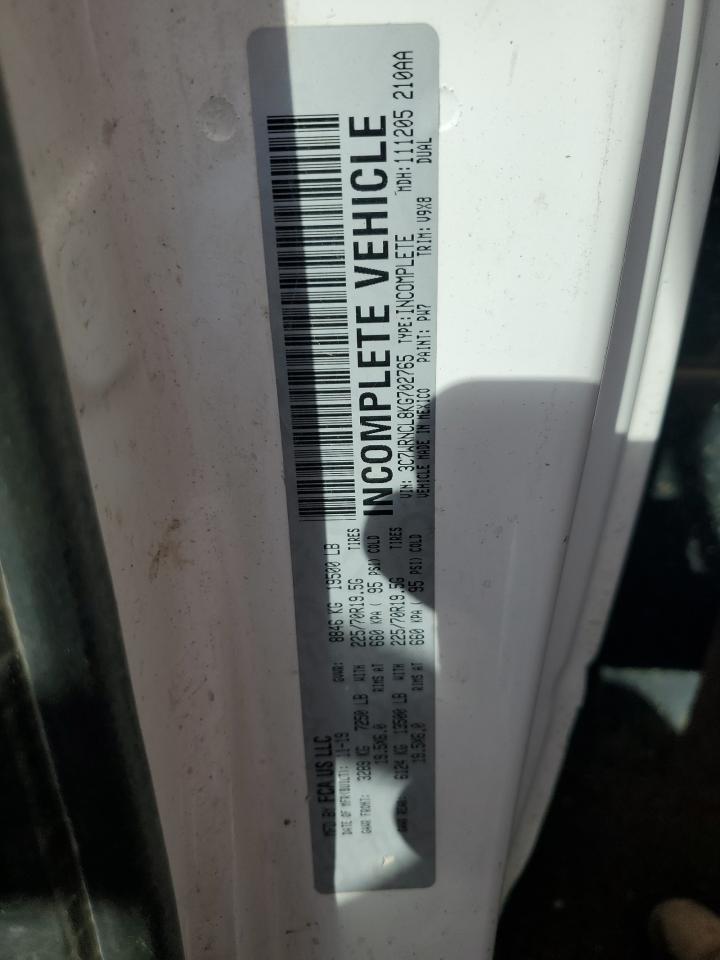 MFD BY FCA US LLC
DATE OF MFR(BUILT): 11-19 GVWR: 8846 KG 19500 LB
GAWR FRONT: 3289 KG 7250 LB WITH 225/70R19.5G TIRES
19.5X6.0 RIMS AT 660 KPA ( 95 PSI) COLD
GAWR REAR: 6124 KG 13500 LB WITH 225/70R19.5G TIRES
19.5X6.0 RIMS AT 660 KPA ( 95 PSI) COLD
INCOMPLETE VEHICLE
VIN: 3C7WRNCL8KG702765 TYPE:INCOMPLETE MDH:111205 210AA
VEHICLE MADE IN MEXICO PAINT: PW7 TRIM: V9X8 DUAL